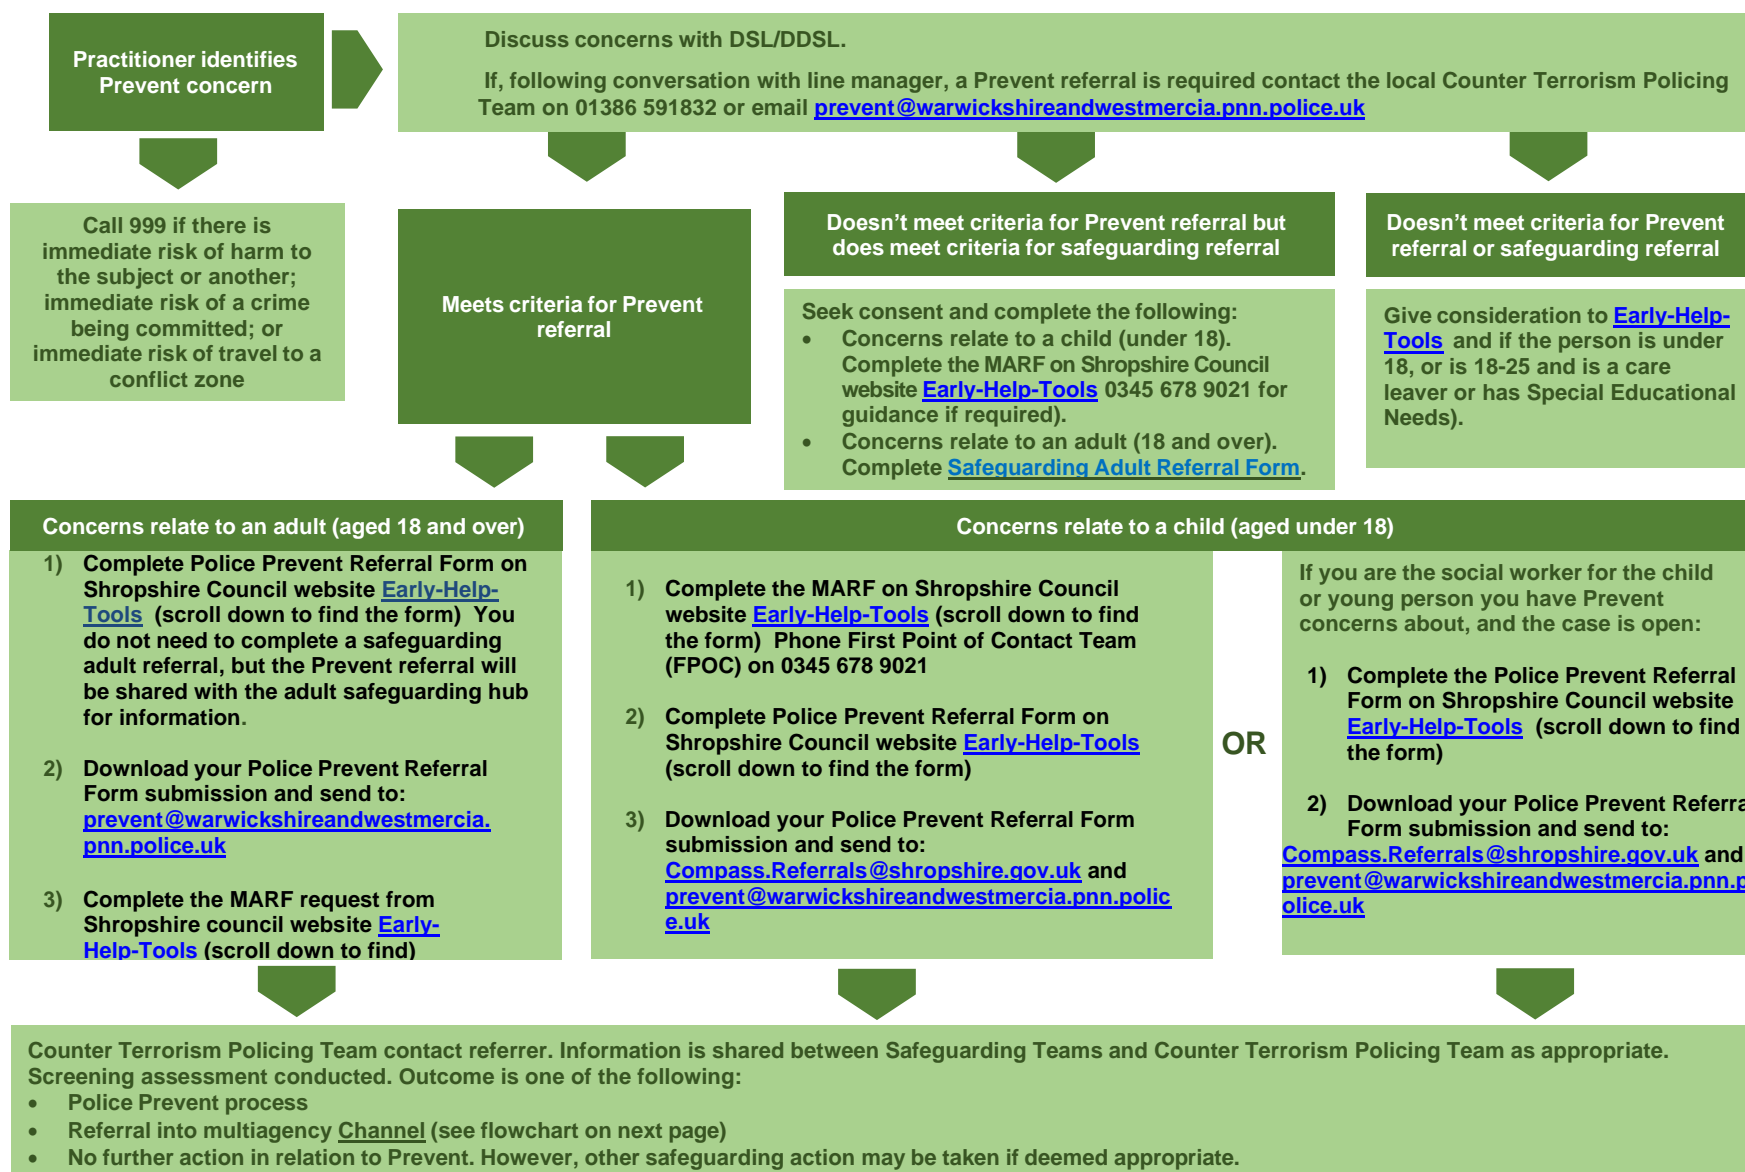 Practitioner identifies
Prevent concern
Discuss concerns with DSL/DDSL.
If, following conversation with line manager, a Prevent referral is required contact the local Counter Terrorism Policing
Team on 01386 591832 or email prevent@warwickshireandwestmercia.pnn.police.uk
Call 999 if there is
immediate risk of harm to
the subject or another;
immediate risk of a crime
being committed; or
immediate risk of travel to a
conflict zone
Meets criteria for Prevent
referral
Doesn’t meet criteria for Prevent referral but
does meet criteria for safeguarding referral
Seek consent and complete the following:
• Concerns relate to a child (under 18).
Complete the MARF on Shropshire Council
website Early-Help-Tools 0345 678 9021 for
guidance if required).
• Concerns relate to an adult (18 and over).
Complete Safeguarding Adult Referral Form.
Doesn’t meet criteria for Prevent
referral or safeguarding referral
Give consideration to Early-Help-
Tools and if the person is under
18, or is 18-25 and is a care
leaver or has Special Educational
Needs).
Concerns relate to an adult (aged 18 and over)
1) Complete Police Prevent Referral Form on
Shropshire Council website Early-Help-
Tools (scroll down to find the form) You
do not need to complete a safeguarding
adult referral, but the Prevent referral will
be shared with the adult safeguarding hub
for information.
2) Download your Police Prevent Referral
Form submission and send to:
prevent@warwickshireandwestmercia.
pnn.police.uk
3) Complete the MARF request from
Shropshire council website Early-
Help-Tools (scroll down to find)
Concerns relate to a child (aged under 18)
1) Complete the MARF on Shropshire Council
website Early-Help-Tools (scroll down to find
the form) Phone First Point of Contact Team
(FPOC) on 0345 678 9021
2) Complete Police Prevent Referral Form on
Shropshire Council website Early-Help-Tools
(scroll down to find the form)
3) Download your Police Prevent Referral Form
submission and send to:
Compass.Referrals@shropshire.gov.uk and
prevent@warwickshireandwestmercia.pnn.polic
e.uk
OR
If you are the social worker for the child
or young person you have Prevent
concerns about, and the case is open:
1) Complete the Police Prevent Referral
Form on Shropshire Council website
Early-Help-Tools (scroll down to find
the form)
2) Download your Police Prevent Referra
Form submission and send to:
Compass.Referrals@shropshire.gov.uk and
prevent@warwickshireandwestmercia.pnn.p
olice.uk
Counter Terrorism Policing Team contact referrer. Information is shared between Safeguarding Teams and Counter Terrorism Policing Team as appropriate.
Screening assessment conducted. Outcome is one of the following:
• Police Prevent process
• Referral into multiagency Channel (see flowchart on next page)
• No further action in relation to Prevent. However, other safeguarding action may be taken if deemed appropriate.